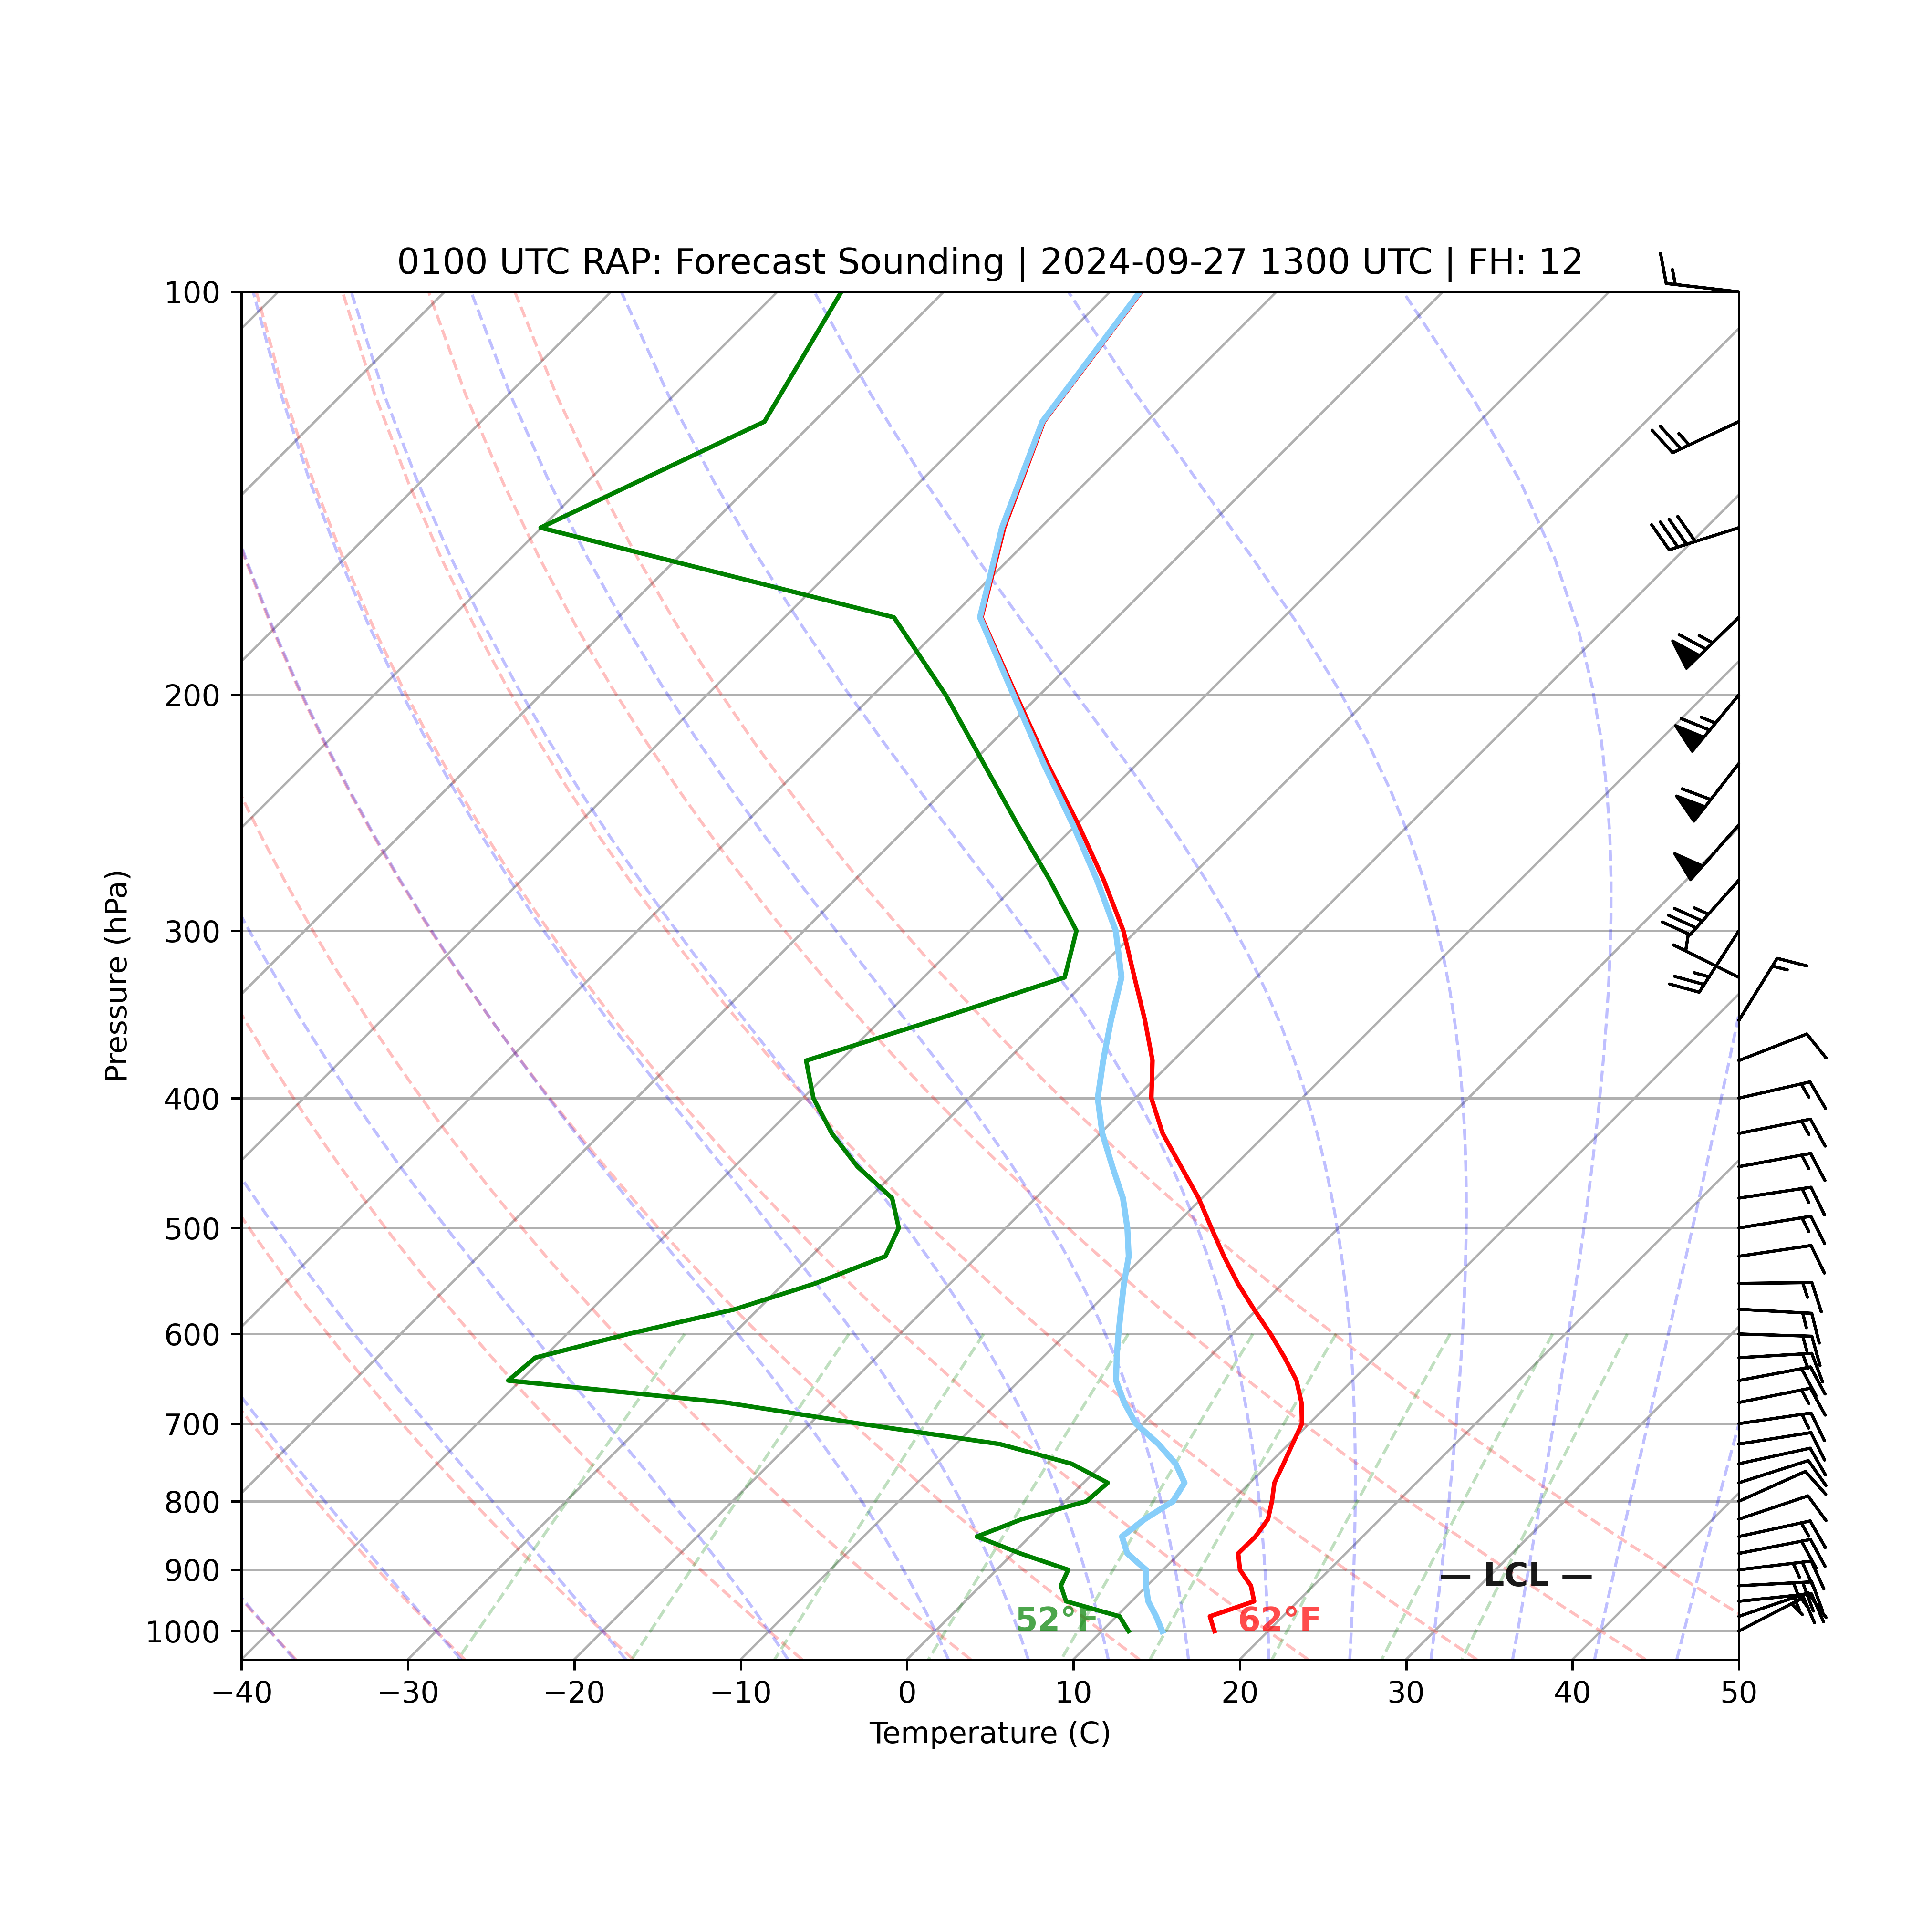 0100 UTC RAP: Forecast Sounding | 2024-09-27 1300 UTC | FH: 12
100
200
300
400
500
600
700
800
900
1000
Pressure (hPa)
— LCL —
52°F
62°F
−40 −30 −20 −10 0 10 20 30 40 50
Temperature (C)